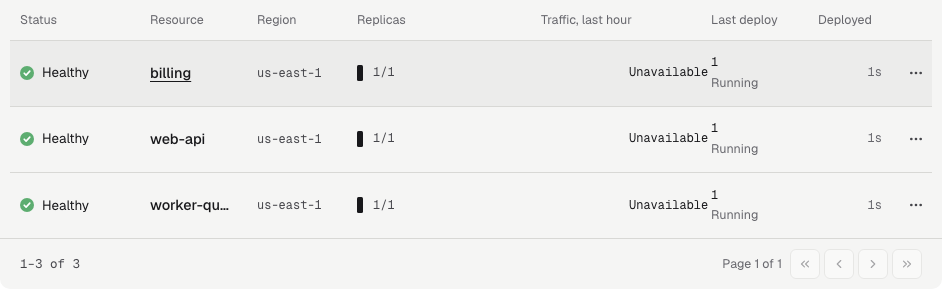 Status Resource Region Replicas Traffic, last hour Last deploy Deployed
Healthy billing us-east-1 1/1 Unavailable 1 1s ...
Running
Healthy web-api us-east-1 1/1 Unavailable 1 1s ...
Running
Healthy worker-qu... us-east-1 1/1 Unavailable 1 1s ...
Running
1–3 of 3 Page 1 of 1 « ‹ › »